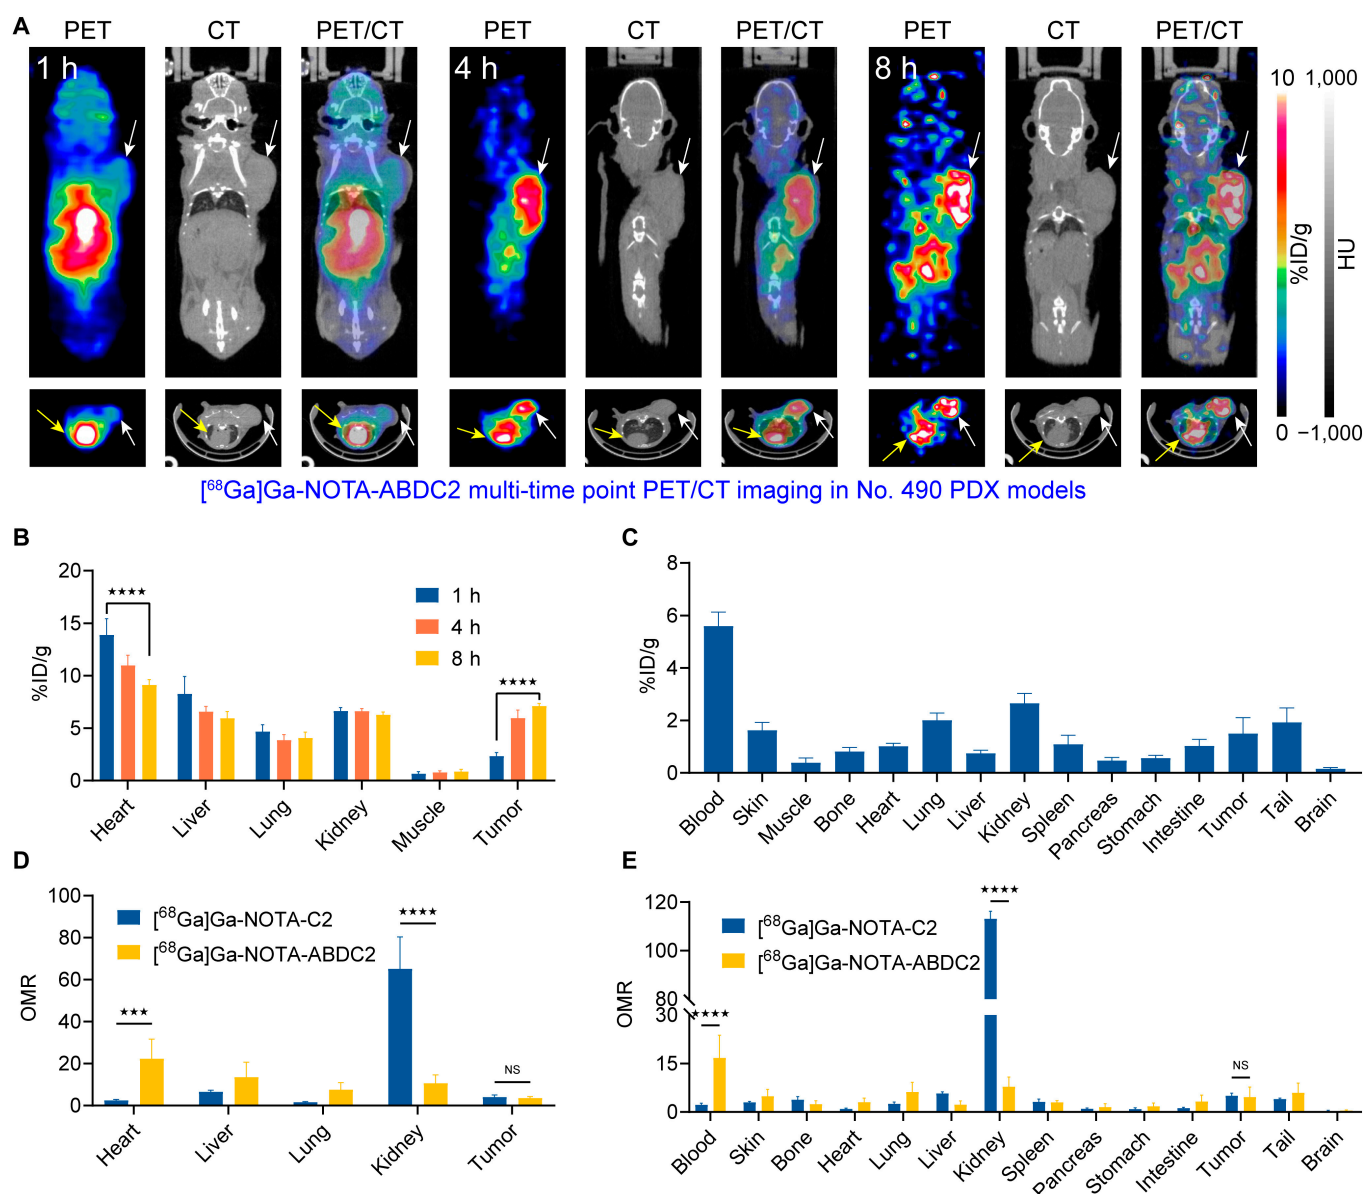 A
PET CT PET/CT PET CT PET/CT PET CT PET/CT
1 h 4 h 8 h
10 1,000
%ID/g HU
0 −1,000
[⁶⁸Ga]Ga-NOTA-ABDC2 multi-time point PET/CT imaging in No. 490 PDX models
B
%ID/g
20
15
10
5
0
★★★★
★★★★
1 h
4 h
8 h
Heart Liver Lung Kidney Muscle Tumor
C
%ID/g
8
6
4
2
0
Blood Skin Muscle Bone Heart Lung Liver Kidney Spleen Pancreas Stomach Intestine Tumor Tail Brain
D
OMR
100
80
60
40
20
0
[⁶⁸Ga]Ga-NOTA-C2
[⁶⁸Ga]Ga-NOTA-ABDC2
★★★
★★★★
NS
Heart Liver Lung Kidney Tumor
E
OMR
120
100
80
30
15
0
[⁶⁸Ga]Ga-NOTA-C2
[⁶⁸Ga]Ga-NOTA-ABDC2
★★★★
★★★★
NS
Blood Skin Bone Heart Lung Liver Kidney Spleen Pancreas Stomach Intestine Tumor Tail Brain